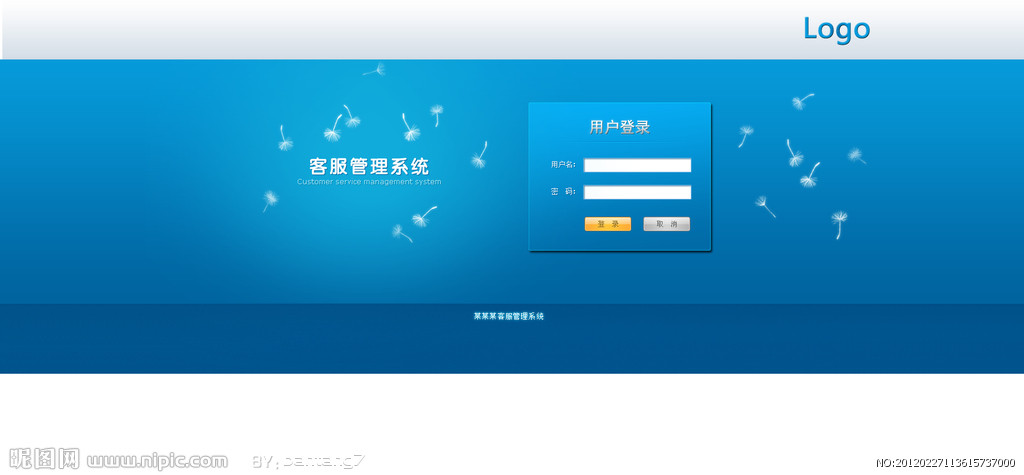 Logo
用户登录
客服管理系统
Customer service management system
用户名:
密 码:
登 录 取 消
某某某客服管理系统
昵图网 www.nipic.com BY:
NO:20120227113615737000